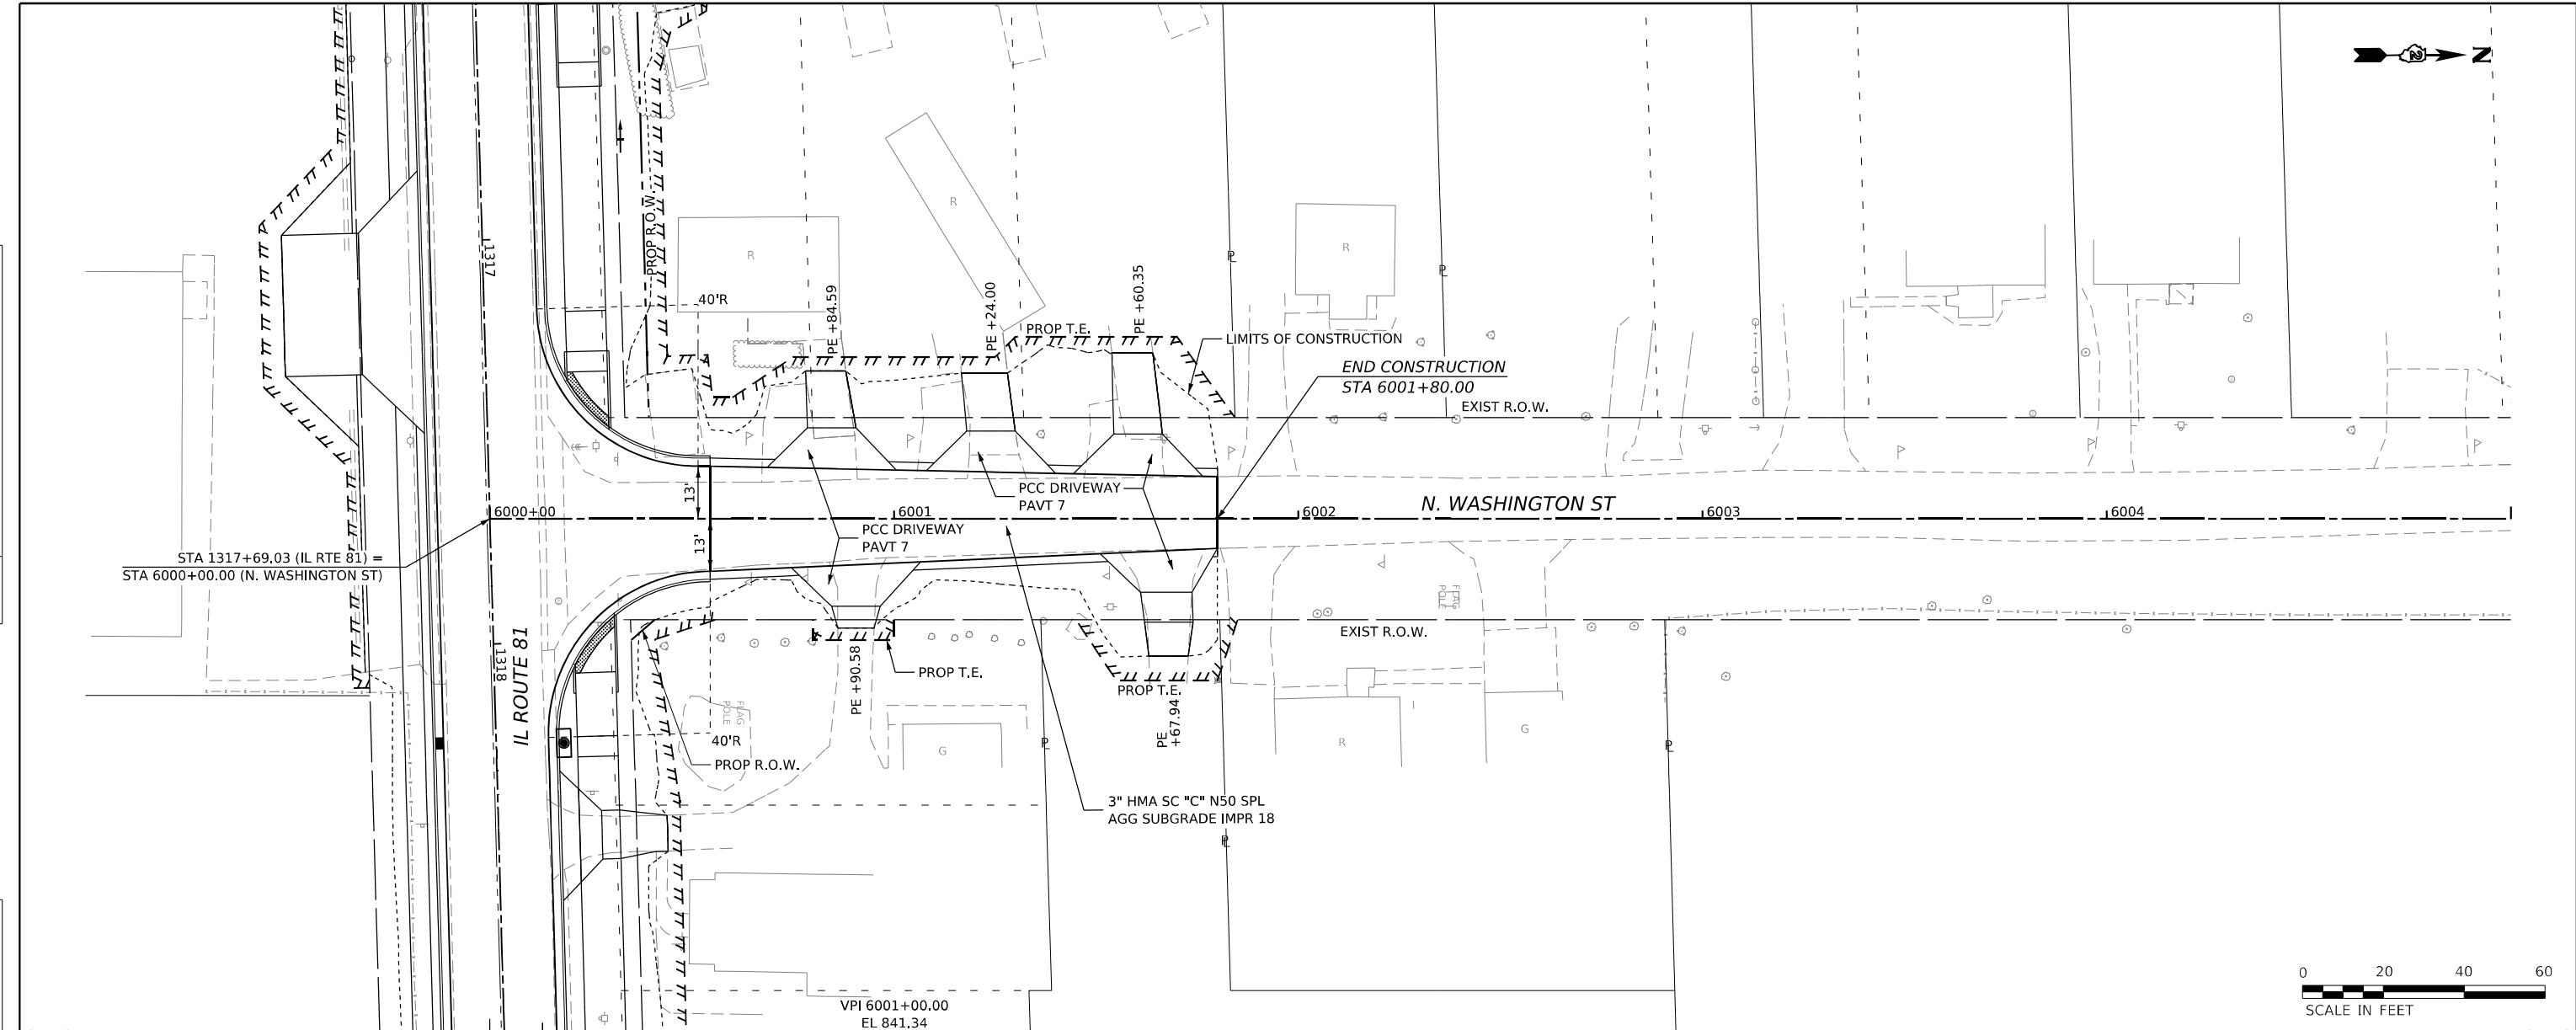 N
1317
PROP R.O.W.
R
R
R
40'R
PE +84.59
PE +24.00
PROP T.E.
PE +60.35
LIMITS OF CONSTRUCTION
END CONSTRUCTION
STA 6001+80.00
EXIST R.O.W.
13'
13'
6000+00
6001
6002
6003
6004
PCC DRIVEWAY
PAVT 7
PCC DRIVEWAY
PAVT 7
N. WASHINGTON ST
STA 1317+69.03 (IL RTE 81) =
STA 6000+00.00 (N. WASHINGTON ST)
FLAG
POLE
EXIST R.O.W.
IL ROUTE 81
1318
PE +90.58
PROP T.E.
PROP T.E.
PE
+67.94
FLAG
POLE
40'R
PROP R.O.W.
G
R
G
3" HMA SC "C" N50 SPL
AGG SUBGRADE IMPR 18
VPI 6001+00.00
EL 841.34
0 20 40 60
SCALE IN FEET